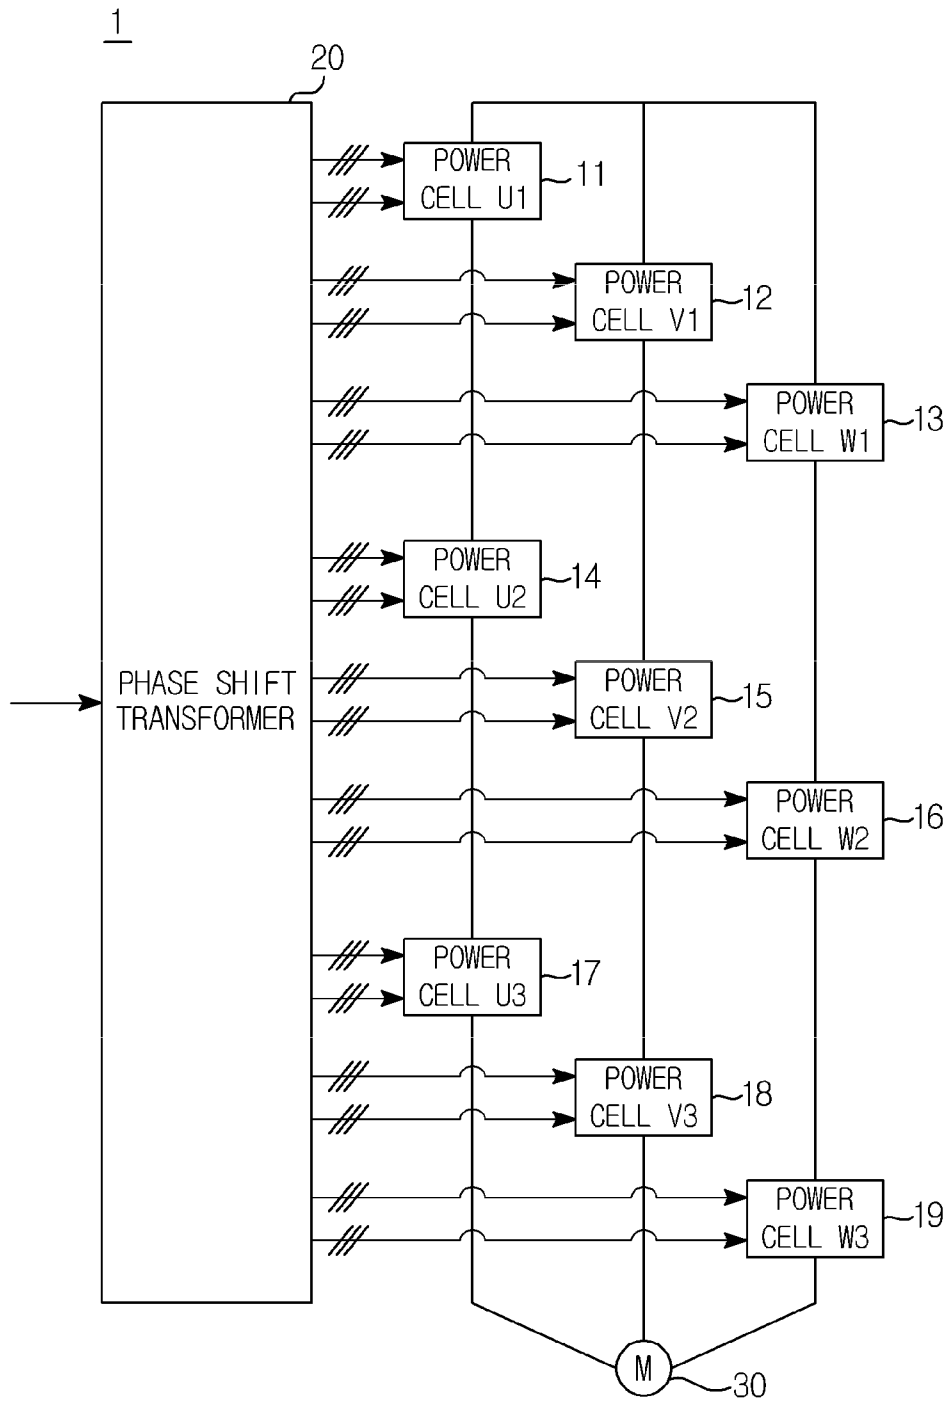 1
20
POWER
CELL U1
11
POWER
CELL V1
12
POWER
CELL W1
13
POWER
CELL U2
14
PHASE SHIFT
TRANSFORMER
POWER
CELL V2
15
POWER
CELL W2
16
POWER
CELL U3
17
POWER
CELL V3
18
POWER
CELL W3
19
M
30